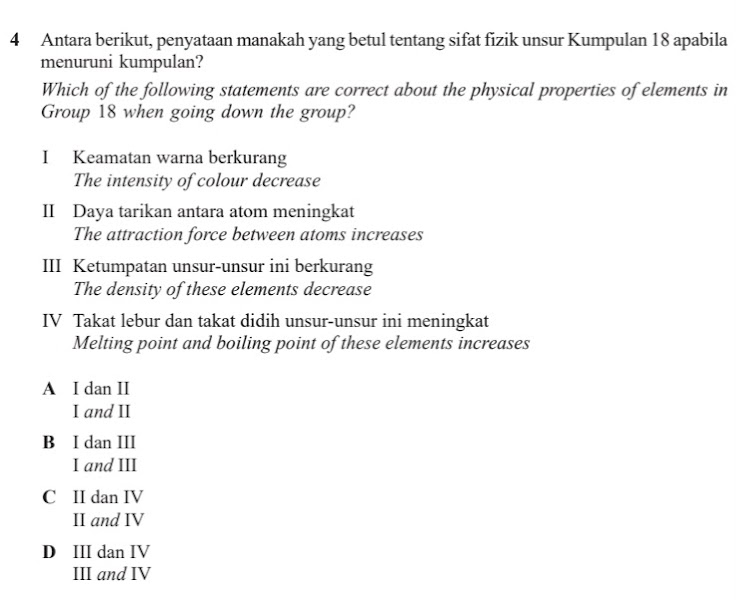 4 Antara berikut, penyataan manakah yang betul tentang sifat fizik unsur Kumpulan 18 apabila
menuruni kumpulan?
Which of the following statements are correct about the physical properties of elements in
Group 18 when going down the group?
I Keamatan warna berkurang
The intensity of colour decrease
II Daya tarikan antara atom meningkat
The attraction force between atoms increases
III Ketumpatan unsur-unsur ini berkurang
The density of these elements decrease
IV Takat lebur dan takat didih unsur-unsur ini meningkat
Melting point and boiling point of these elements increases
A I dan II
I and II
B I dan III
I and III
C II dan IV
II and IV
D III dan IV
III and IV